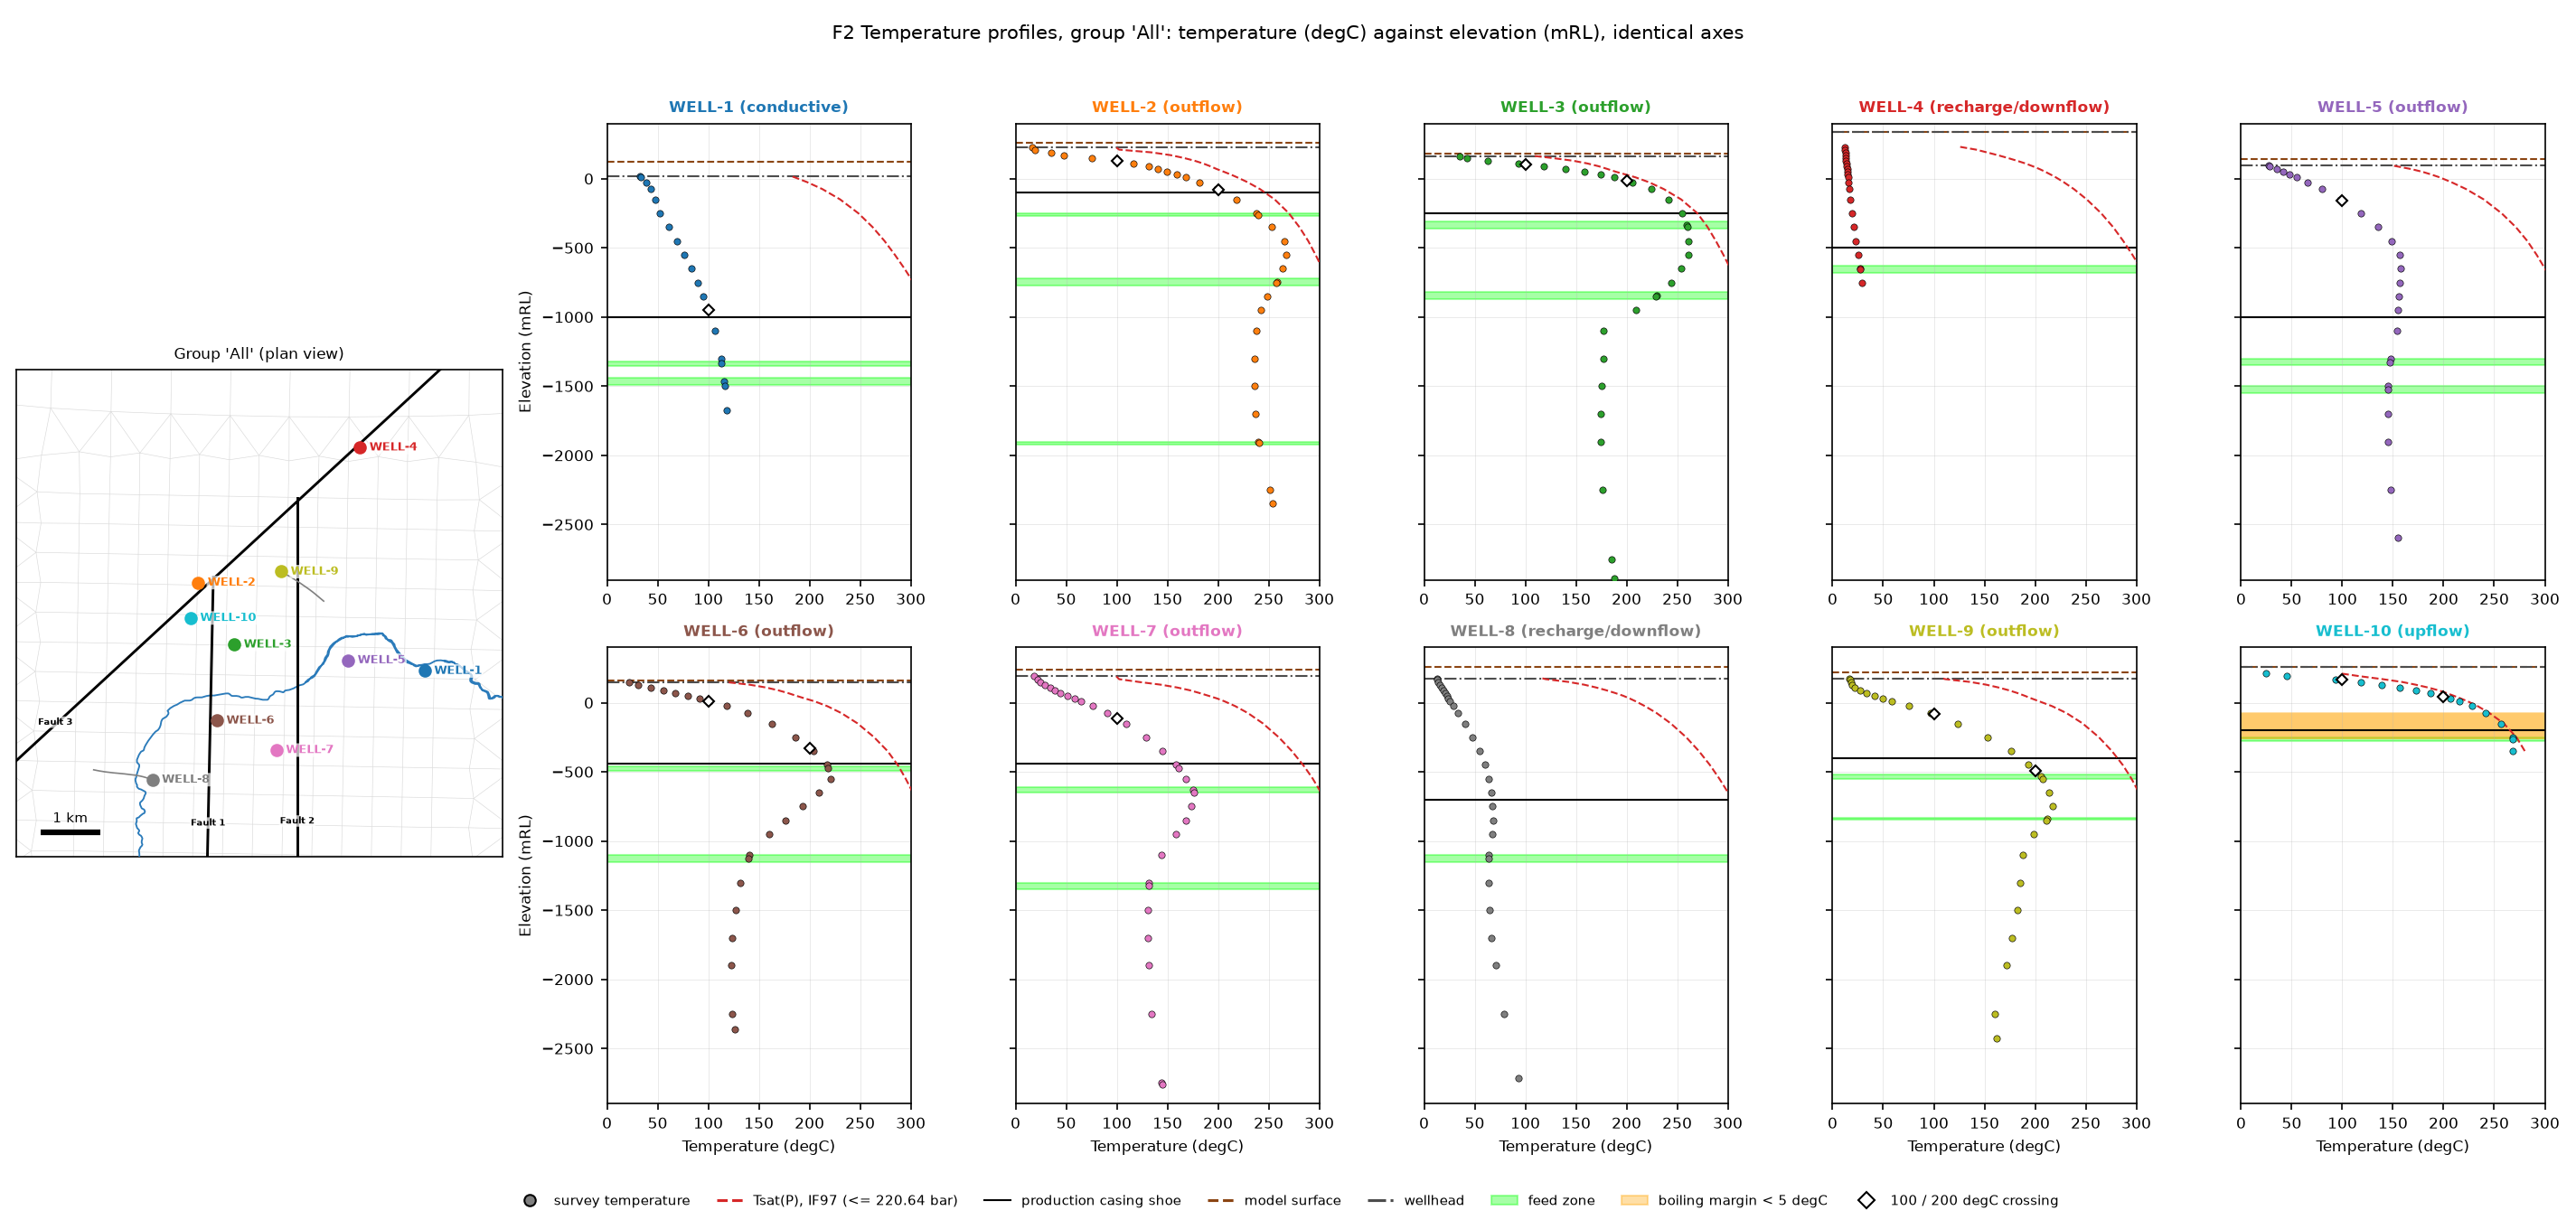 F2 Temperature profiles, group 'All': temperature (degC) against elevation (mRL), identical axes
Group 'All' (plan view)
WELL-4
WELL-9
WELL-2
WELL-10
WELL-3
WELL-5
WELL-1
Fault 3
WELL-6
WELL-7
WELL-8
1 km
Fault 1
Fault 2
WELL-1 (conductive)
WELL-2 (outflow)
WELL-3 (outflow)
WELL-4 (recharge/downflow)
WELL-5 (outflow)
Elevation (mRL)
0
−500
−1000
−1500
−2000
−2500
0 50 100 150 200 250 300
0 50 100 150 200 250 300
0 50 100 150 200 250 300
0 50 100 150 200 250 300
0 50 100 150 200 250 300
WELL-6 (outflow)
WELL-7 (outflow)
WELL-8 (recharge/downflow)
WELL-9 (outflow)
WELL-10 (upflow)
Elevation (mRL)
0
−500
−1000
−1500
−2000
−2500
0 50 100 150 200 250 300
0 50 100 150 200 250 300
0 50 100 150 200 250 300
0 50 100 150 200 250 300
0 50 100 150 200 250 300
Temperature (degC)
Temperature (degC)
Temperature (degC)
Temperature (degC)
Temperature (degC)
survey temperature
Tsat(P), IF97 (<= 220.64 bar)
production casing shoe
model surface
wellhead
feed zone
boiling margin < 5 degC
100 / 200 degC crossing